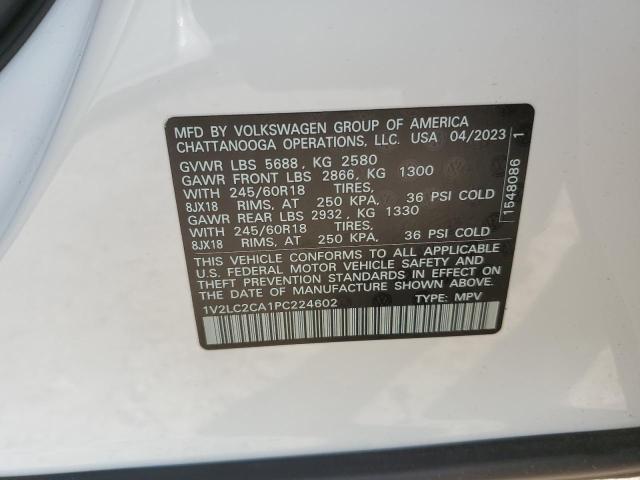 MFD BY VOLKSWAGEN GROUP OF AMERICA
CHATTANOOGA OPERATIONS, LLC. USA 04/2023
GVWR LBS 5688, KG 2580
GAWR FRONT LBS 2866, KG 1300
WITH 245/60R18 TIRES,
8JX18 RIMS, AT 250 KPA, 36 PSI COLD
GAWR REAR LBS 2932, KG 1330
WITH 245/60R18 TIRES,
8JX18 RIMS, AT 250 KPA, 36 PSI COLD
THIS VEHICLE CONFORMS TO ALL APPLICABLE
U.S. FEDERAL MOTOR VEHICLE SAFETY AND
THEFT PREVENTION STANDARDS IN EFFECT ON
THE DATE OF MANUFACTURE SHOWN ABOVE.
1V2LC2CA1PC224602 TYPE: MPV
1548086 1